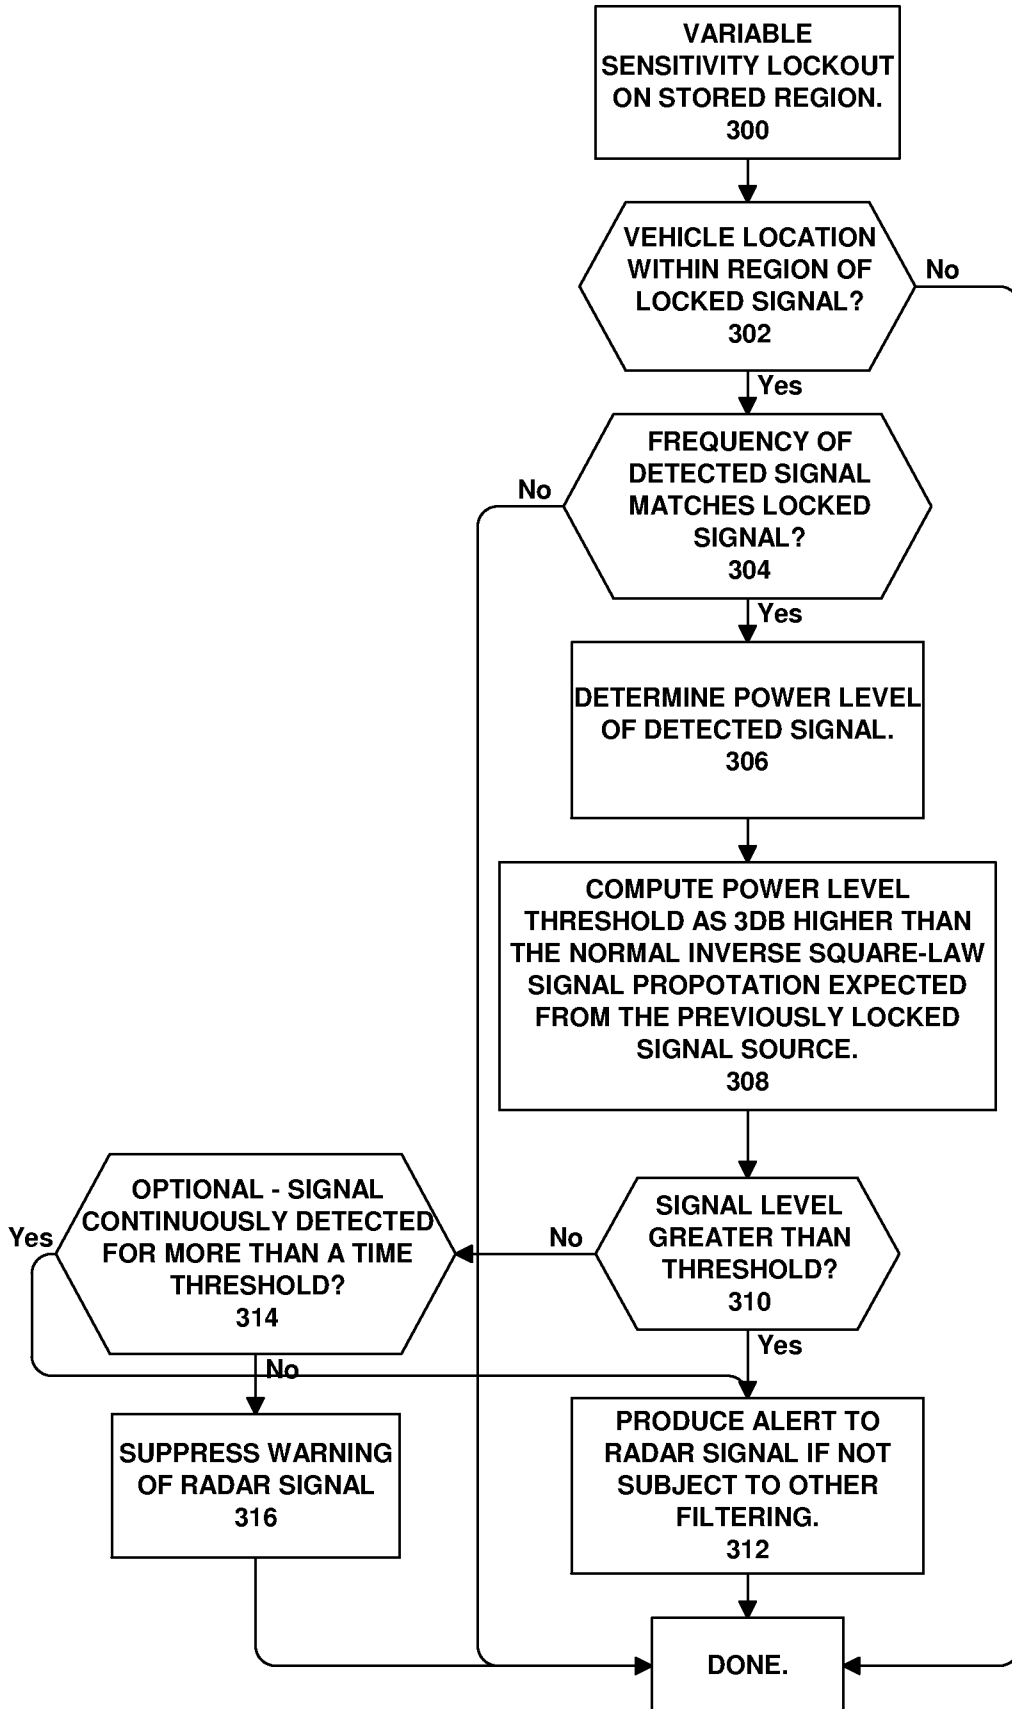 VARIABLE
SENSITIVITY LOCKOUT
ON STORED REGION.
300
VEHICLE LOCATION
WITHIN REGION OF
LOCKED SIGNAL?
302
No
Yes
FREQUENCY OF
DETECTED SIGNAL
MATCHES LOCKED
SIGNAL?
304
No
Yes
DETERMINE POWER LEVEL
OF DETECTED SIGNAL.
306
COMPUTE POWER LEVEL
THRESHOLD AS 3DB HIGHER THAN
THE NORMAL INVERSE SQUARE-LAW
SIGNAL PROPOTATION EXPECTED
FROM THE PREVIOUSLY LOCKED
SIGNAL SOURCE.
308
SIGNAL LEVEL
GREATER THAN
THRESHOLD?
310
No
Yes
OPTIONAL - SIGNAL
CONTINUOUSLY DETECTED
FOR MORE THAN A TIME
THRESHOLD?
314
Yes
No
SUPPRESS WARNING
OF RADAR SIGNAL
316
PRODUCE ALERT TO
RADAR SIGNAL IF NOT
SUBJECT TO OTHER
FILTERING.
312
DONE.